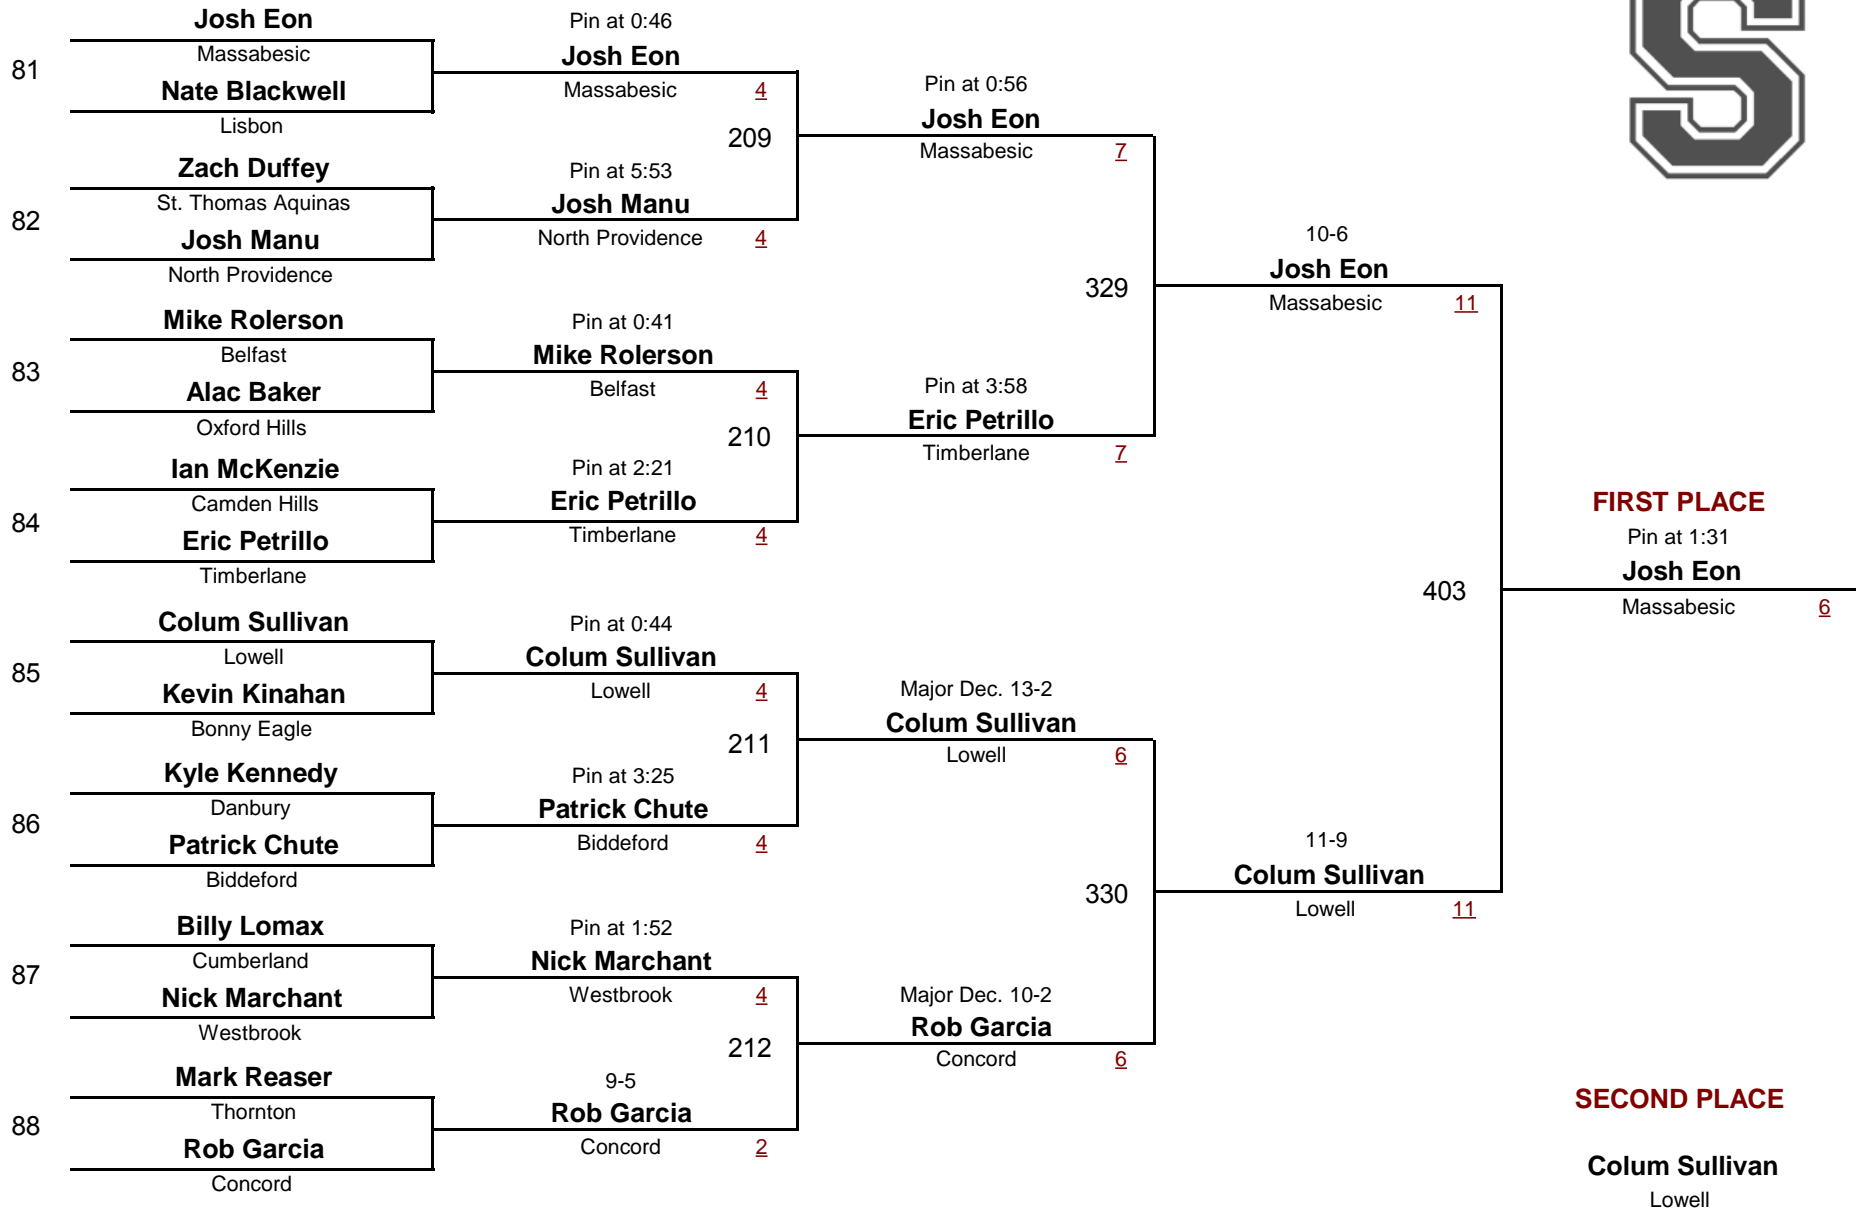 Josh Eon
81
Massabesic
Nate Blackwell
Lisbon
Zach Duffey
82
St. Thomas Aquinas
Josh Manu
North Providence
Mike Rolerson
83
Belfast
Alac Baker
Oxford Hills
Ian McKenzie
84
Camden Hills
Eric Petrillo
Timberlane
Colum Sullivan
85
Lowell
Kevin Kinahan
Bonny Eagle
Kyle Kennedy
86
Danbury
Patrick Chute
Biddeford
Billy Lomax
87
Cumberland
Nick Marchant
Westbrook
Mark Reaser
88
Thornton
Rob Garcia
Concord
Pin at 0:46
Josh Eon
Massabesic 4
209
Pin at 5:53
Josh Manu
North Providence 4
Pin at 0:41
Mike Rolerson
Belfast 4
210
Pin at 2:21
Eric Petrillo
Timberlane 4
Pin at 0:44
Colum Sullivan
Lowell 4
211
Pin at 3:25
Patrick Chute
Biddeford 4
Pin at 1:52
Nick Marchant
Westbrook 4
212
9-5
Rob Garcia
Concord 2
Pin at 0:56
Josh Eon
Massabesic 7
329
Pin at 3:58
Eric Petrillo
Timberlane 7
Major Dec. 13-2
Colum Sullivan
Lowell 6
330
Major Dec. 10-2
Rob Garcia
Concord 6
10-6
Josh Eon
Massabesic 11
403
11-9
Colum Sullivan
Lowell 11
S
FIRST PLACE
Pin at 1:31
Josh Eon
Massabesic 6
SECOND PLACE
Colum Sullivan
Lowell